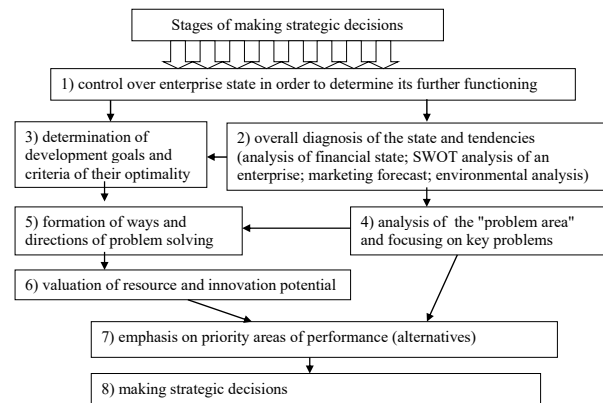 Stages of making strategic decisions
1) control over enterprise state in order to determine its further functioning
3) determination of
development goals and
criteria of their optimality
2) overall diagnosis of the state and tendencies
(analysis of financial state; SWOT analysis of an
enterprise; marketing forecast; environmental analysis)
5) formation of ways and
directions of problem solving
4) analysis of the "problem area"
and focusing on key problems
6) valuation of resource and innovation potential
7) emphasis on priority areas of performance (alternatives)
8) making strategic decisions